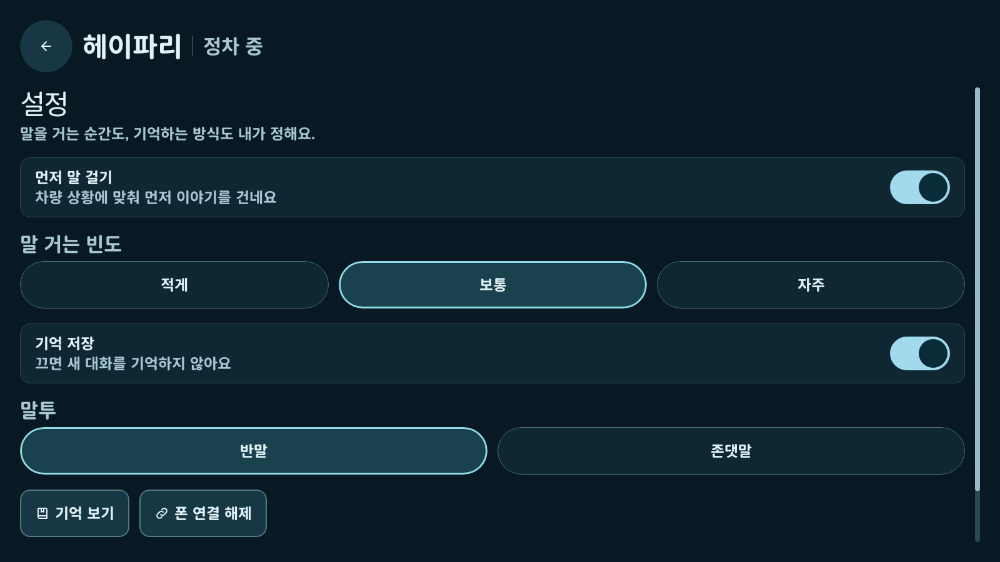 헤이파리 정차 중
설정
말을 거는 순간도, 기억하는 방식도 내가 정해요.
먼저 말 걸기
차량 상황에 맞춰 먼저 이야기를 건네요
말 거는 빈도
적게 보통 자주
기억 저장
끄면 새 대화를 기억하지 않아요
말투
반말 존댓말
기억 보기 폰 연결 해제